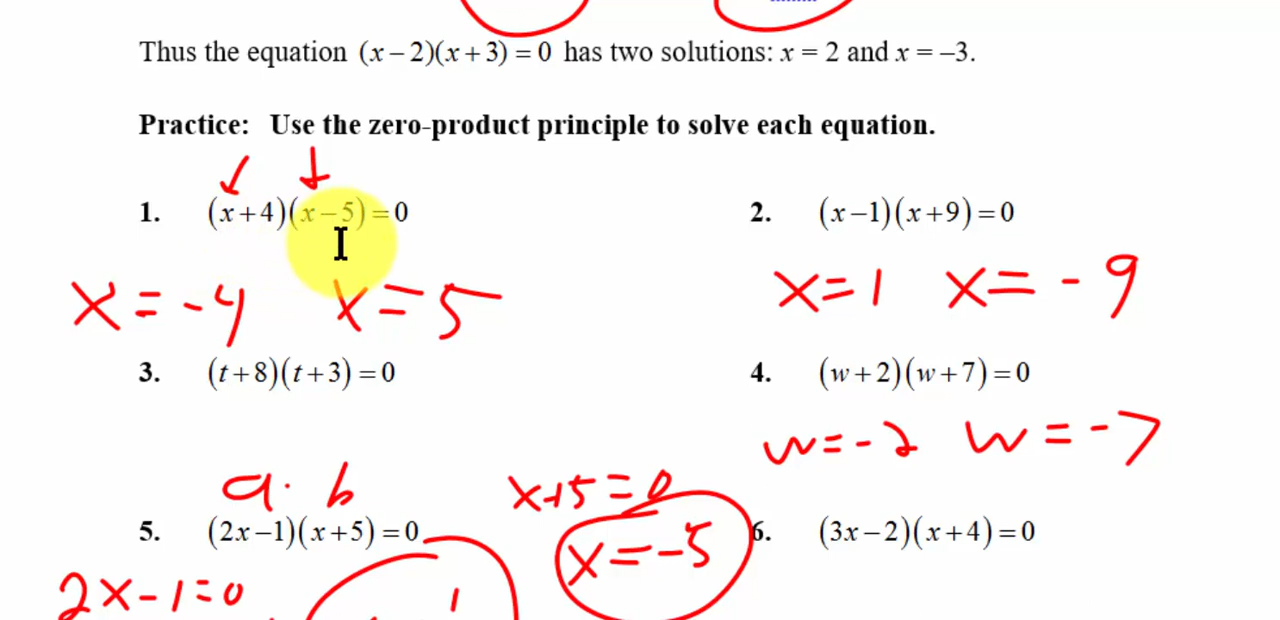 Thus the equation (x−2)(x+3)=0 has two solutions: x = 2 and x = −3.
Practice: Use the zero-product principle to solve each equation.
1. (x+4)(x−5)=0
2. (x−1)(x+9)=0
x = -4 x = 5
x = 1 x = -9
3. (t+8)(t+3)=0
4. (w+2)(w+7)=0
w = -2 w = -7
a · b
x+5=0
5. (2x−1)(x+5)=0
x = -5
6. (3x−2)(x+4)=0
2x-1=0
1